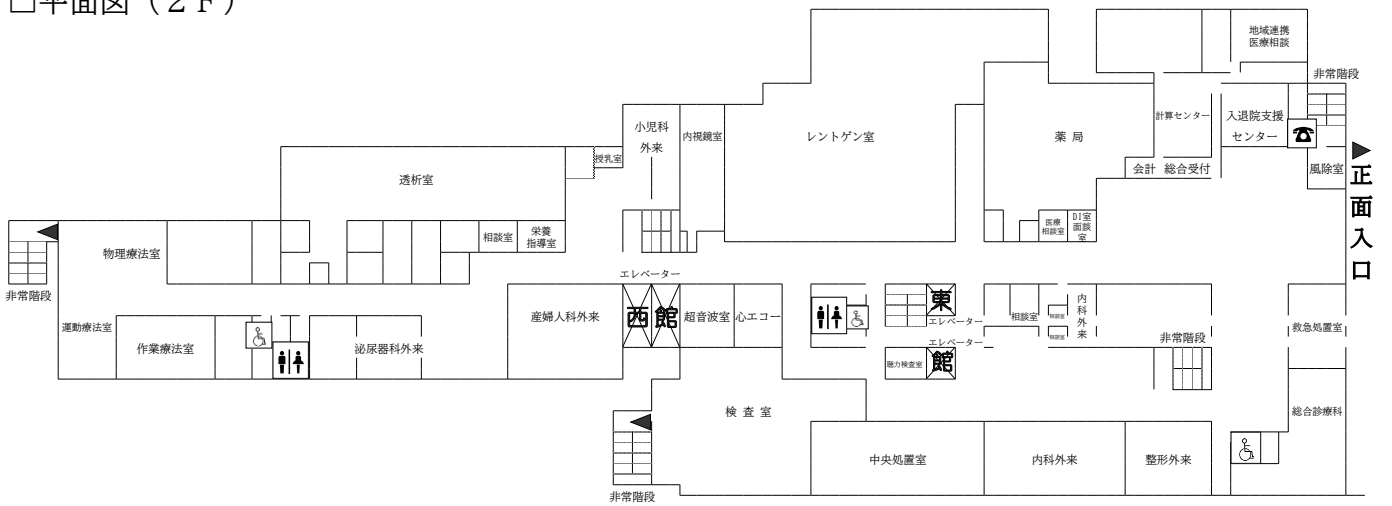 □平面図（２Ｆ）
地域連携
医療相談
非常階段
小児科
外来
内視鏡室
レントゲン室
薬 局
計算センター
入退院支援
センター
授乳室
会計 総合受付
風除室
正面入口
透析室
相談室
栄養
指導室
医療
相談室
DI室
面談
室
物理療法室
非常階段
エレベーター
産婦人科外来
西館
超音波室
心エコー
東
エレベーター
相談室
相談室
内科外来
救急処置室
運動療法室
作業療法室
泌尿器科外来
エレベーター
相談室
非常階段
聴力検査室
館
検 査 室
総合診療科
中央処置室
内科外来
整形外来
非常階段